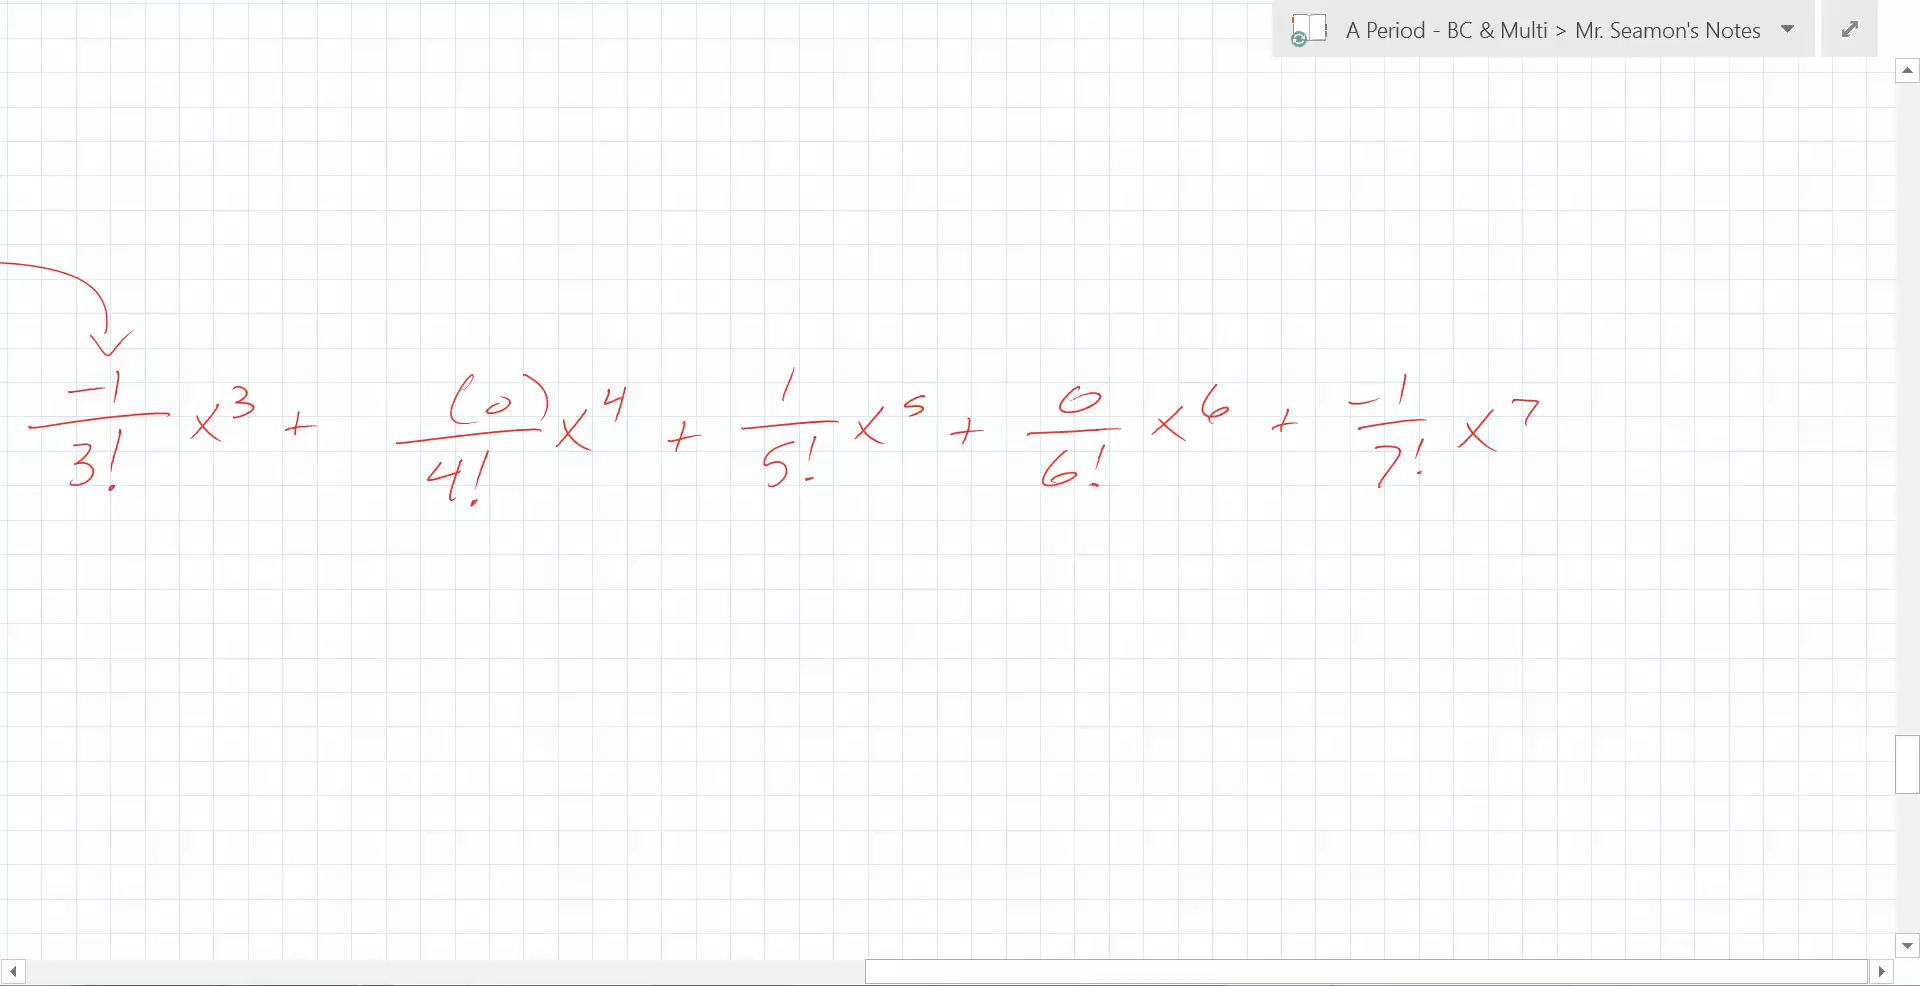 A Period - BC & Multi > Mr. Seamon's Notes
-1/3! x^3 + (0)/4! x^4 + 1/5! x^5 + 0/6! x^6 + -1/7! x^7